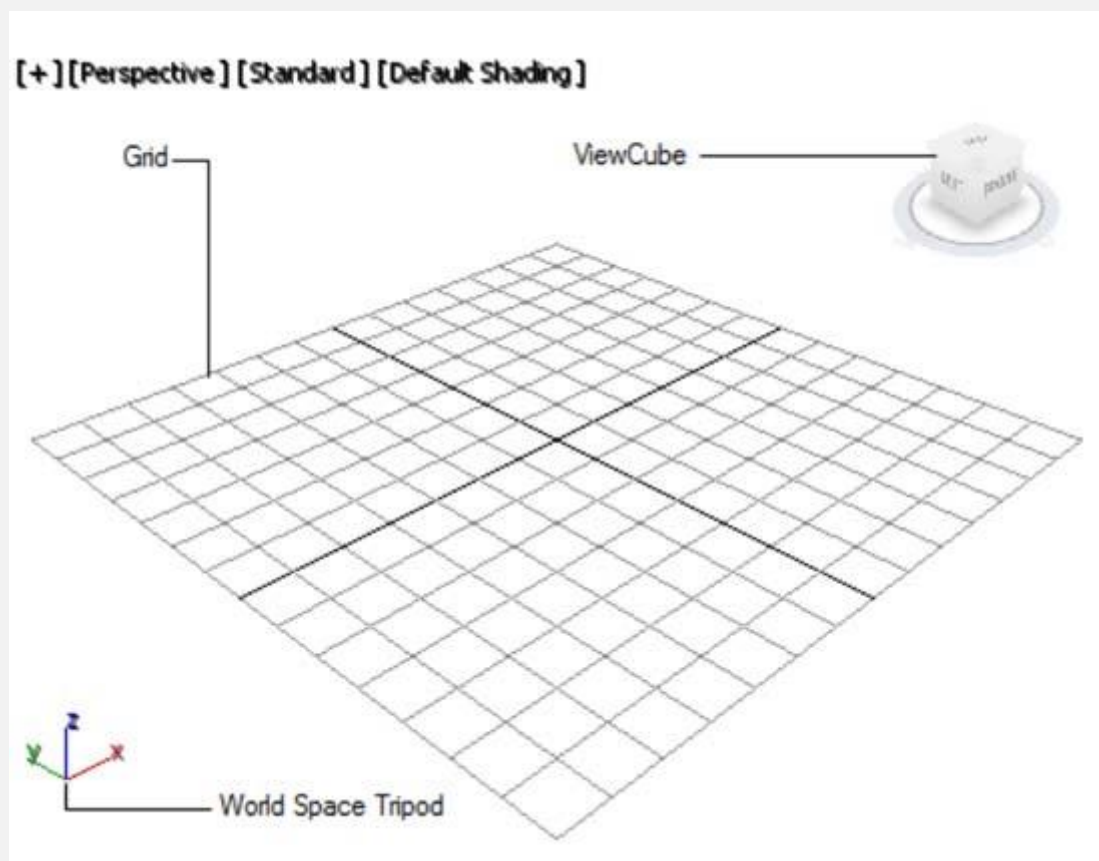 [+][Perspective][Standard][Default Shading]
Grid
ViewCube
z
y
x
World Space Tripod